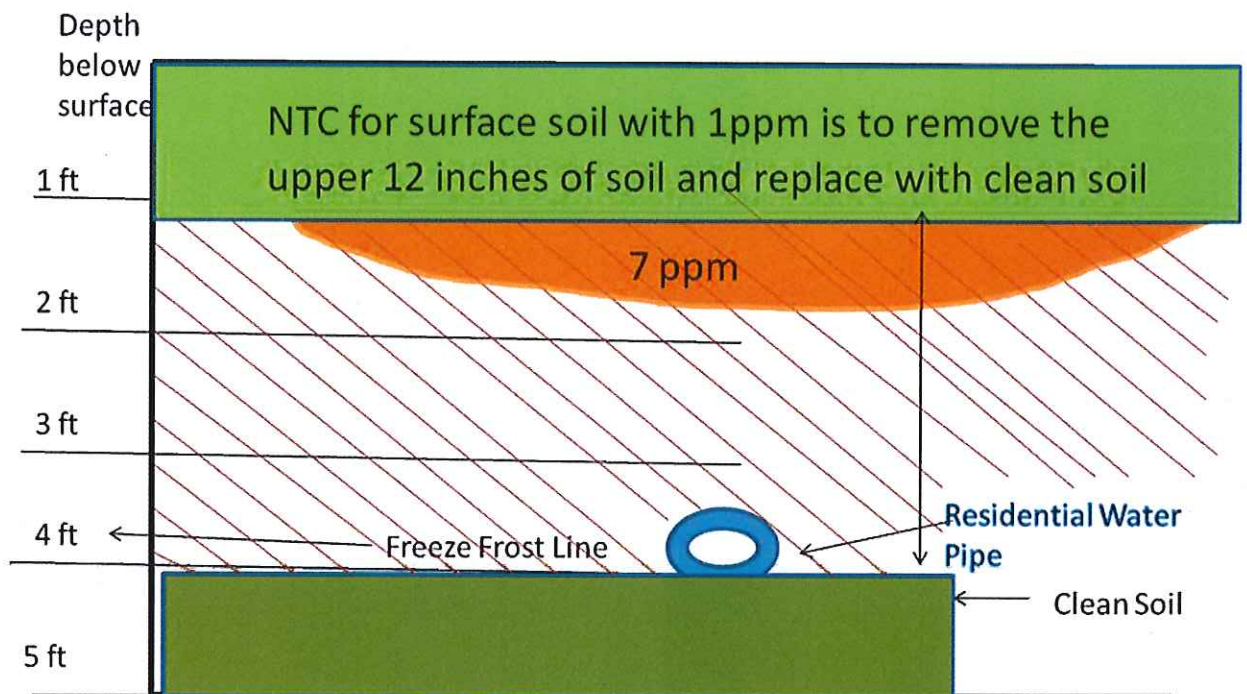 Depth
below
surface
NTC for surface soil with 1ppm is to remove the
upper 12 inches of soil and replace with clean soil
1 ft
7 ppm
2 ft
3 ft
4 ft
Freeze Frost Line
Residential Water
Pipe
Clean Soil
5 ft